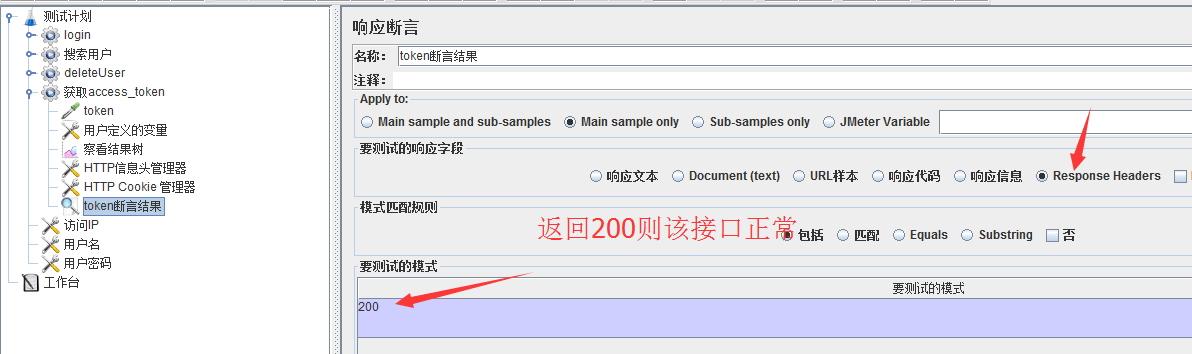 测试计划
login
搜索用户
deleteUser
获取access_token
token
用户定义的变量
察看结果树
HTTP信息头管理器
HTTP Cookie 管理器
token断言结果
访问IP
用户名
用户密码
工作台
响应断言
名称： token断言结果
注释：
Apply to:
Main sample and sub-samples Main sample only Sub-samples only JMeter Variable
要测试的响应字段
响应文本 Document (text) URL样本 响应代码 响应信息 Response Headers
模式匹配规则
返回200则该接口正常
包括 匹配 Equals Substring 否
要测试的模式
要测试的模式
200